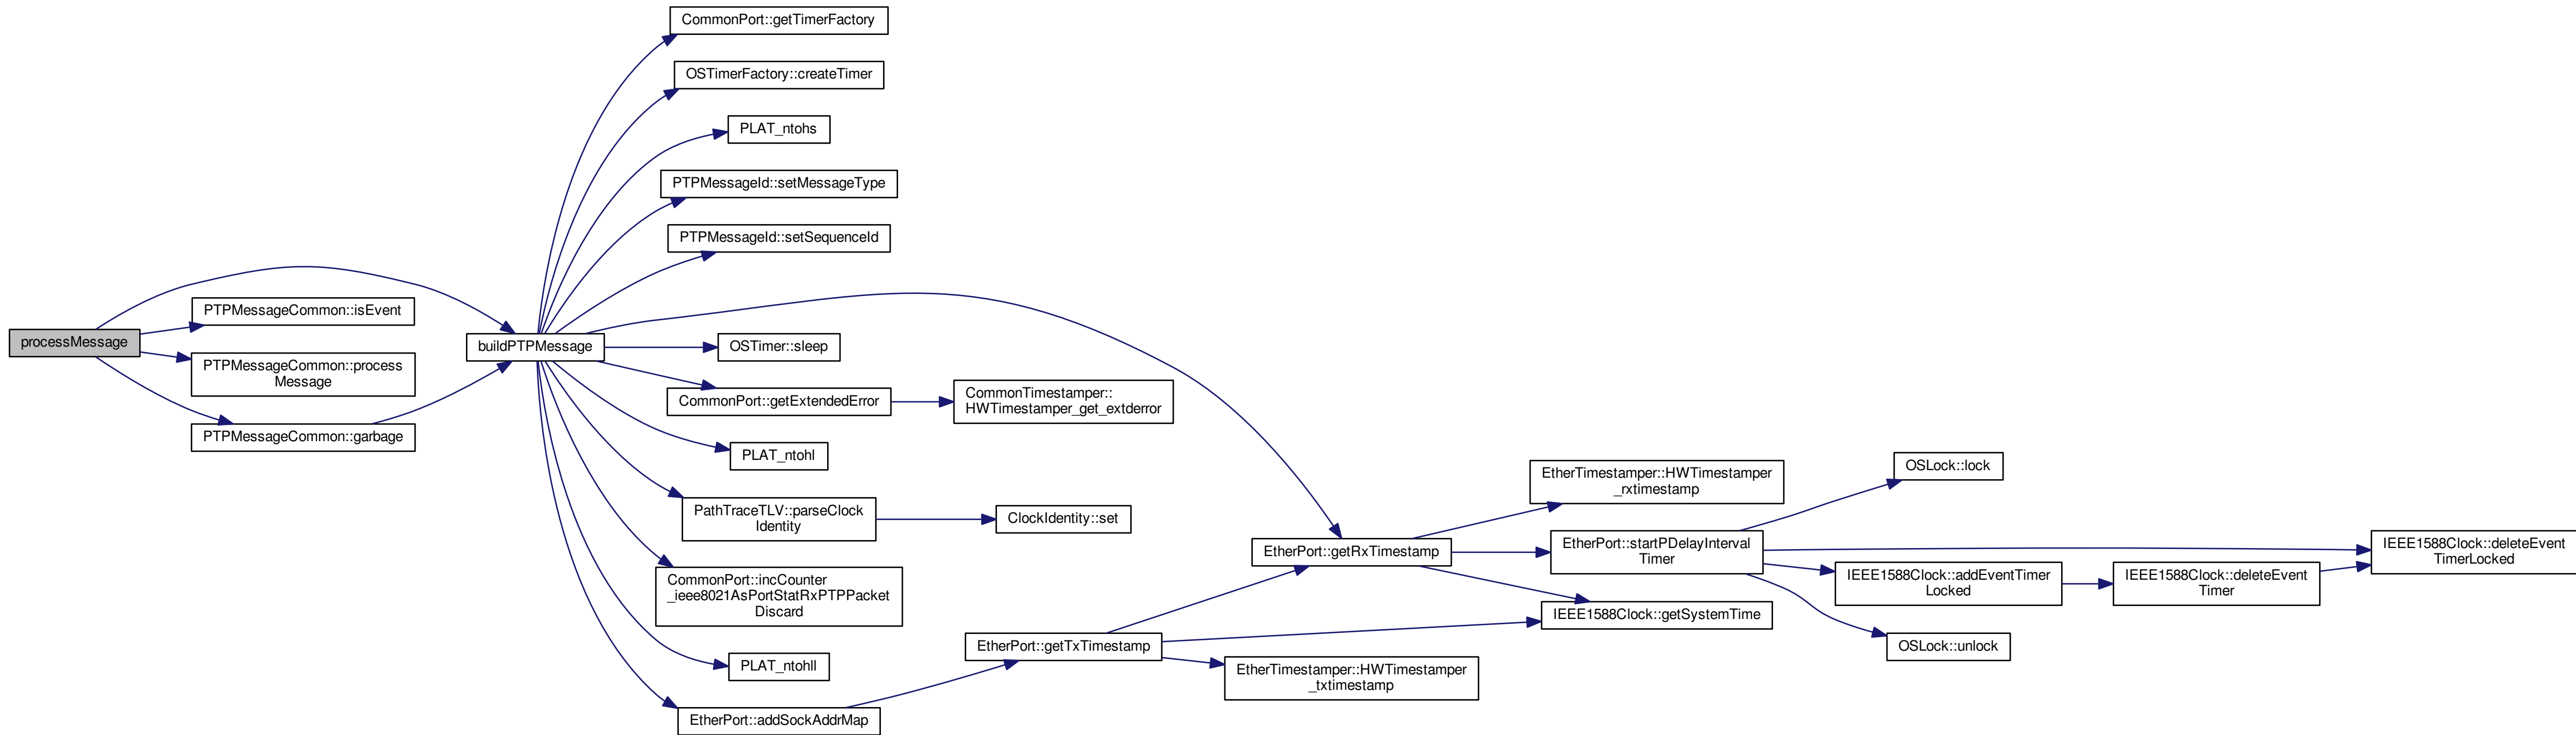 CommonPort::getTimerFactory
OSTimerFactory::createTimer
PLAT_ntohs
PTPMessageId::setMessageType
PTPMessageId::setSequenceId
processMessage
PTPMessageCommon::isEvent
PTPMessageCommon::process
Message
PTPMessageCommon::garbage
buildPTPMessage
OSTimer::sleep
CommonPort::getExtendedError
CommonTimestamper::
HWTimestamper_get_extderror
PLAT_ntohl
PathTraceTLV::parseClock
Identity
ClockIdentity::set
CommonPort::incCounter
_ieee8021AsPortStatRxPTPPacket
Discard
PLAT_ntohll
EtherPort::addSockAddrMap
EtherPort::getTxTimestamp
EtherPort::getRxTimestamp
EtherTimestamper::HWTimestamper
_txtimestamp
EtherTimestamper::HWTimestamper
_rxtimestamp
EtherPort::startPDelayInterval
Timer
IEEE1588Clock::getSystemTime
OSLock::lock
IEEE1588Clock::addEventTimer
Locked
OSLock::unlock
IEEE1588Clock::deleteEvent
Timer
IEEE1588Clock::deleteEvent
TimerLocked